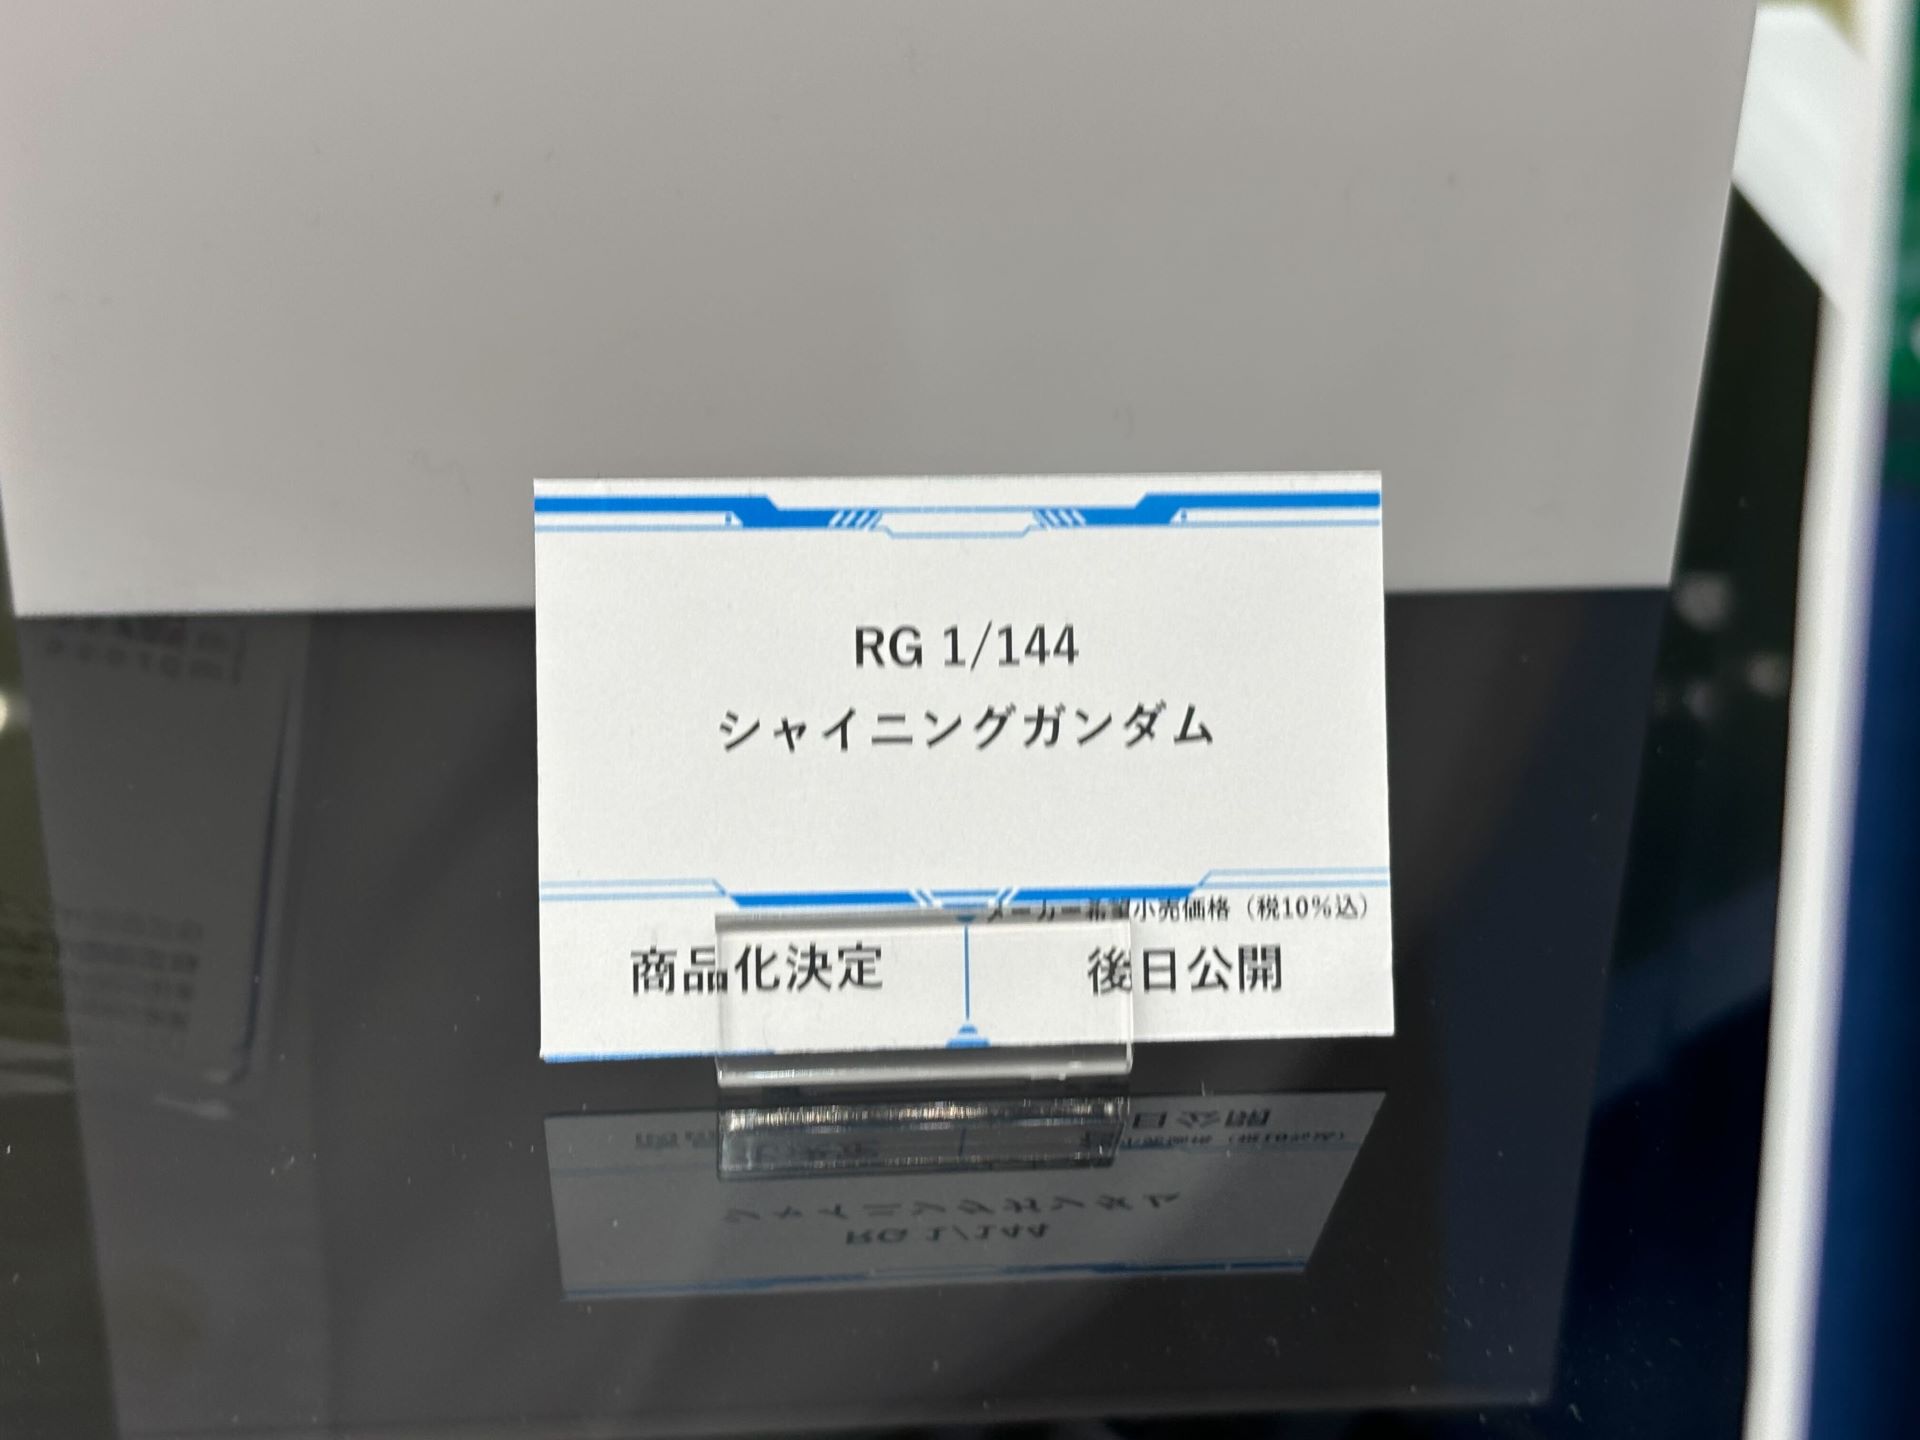 RG 1/144
シャイニングガンダム
メーカー希望小売価格（税10%込）
商品化決定
後日公開